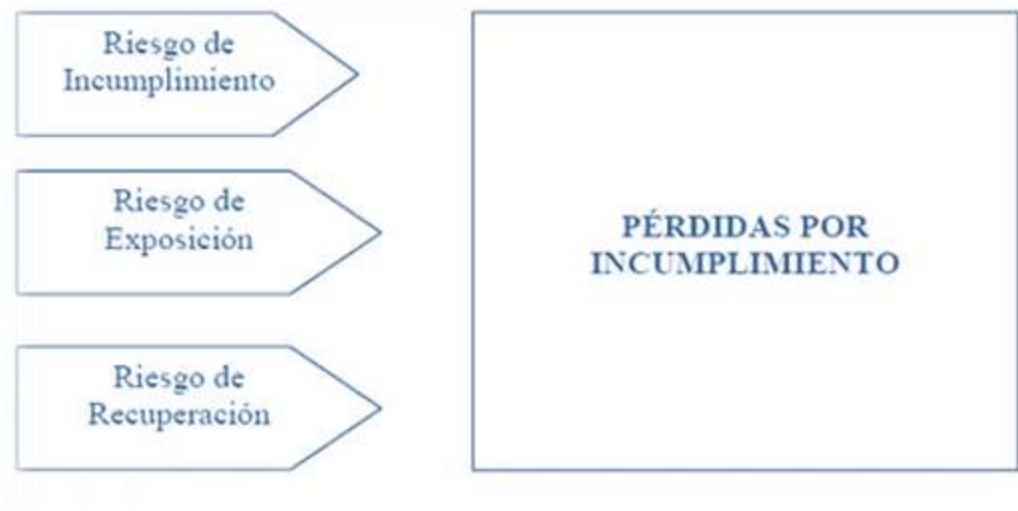 Riesgo de
Incumplimiento
Riesgo de
Exposición
Riesgo de
Recuperación
PÉRDIDAS POR
INCUMPLIMIENTO